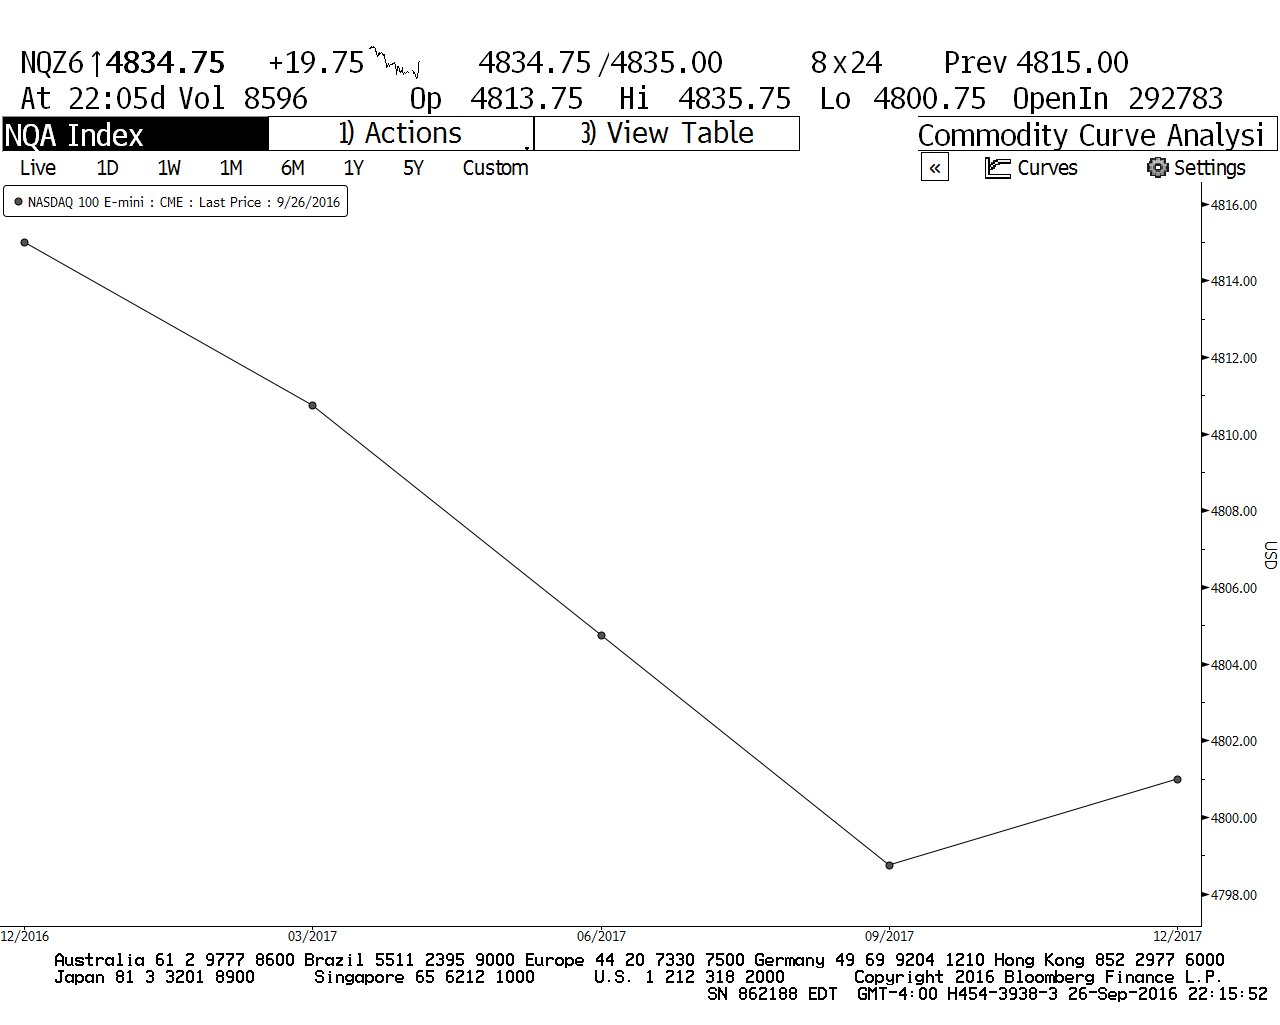 NQZ6 ↑4834.75 +19.75 4834.75 /4835.00 8x24 Prev 4815.00
At 22:05d Vol 8596 Op 4813.75 Hi 4835.75 Lo 4800.75 OpenIn 292783
NQA Index 1) Actions 3) View Table Commodity Curve Analysi
Live 1D 1W 1M 6M 1Y 5Y Custom « Curves Settings
NASDAQ 100 E-mini : CME : Last Price : 9/26/2016
4816.00
4814.00
4812.00
4810.00
4808.00
USD
4806.00
4804.00
4802.00
4800.00
4798.00
12/2016 03/2017 06/2017 09/2017 12/2017
Australia 61 2 9777 8600 Brazil 5511 2395 9000 Europe 44 20 7330 7500 Germany 49 69 9204 1210 Hong Kong 852 2977 6000
Japan 81 3 3201 8900 Singapore 65 6212 1000 U.S. 1 212 318 2000 Copyright 2016 Bloomberg Finance L.P.
SN 862188 EDT GMT-4:00 H454-3938-3 26-Sep-2016 22:15:52